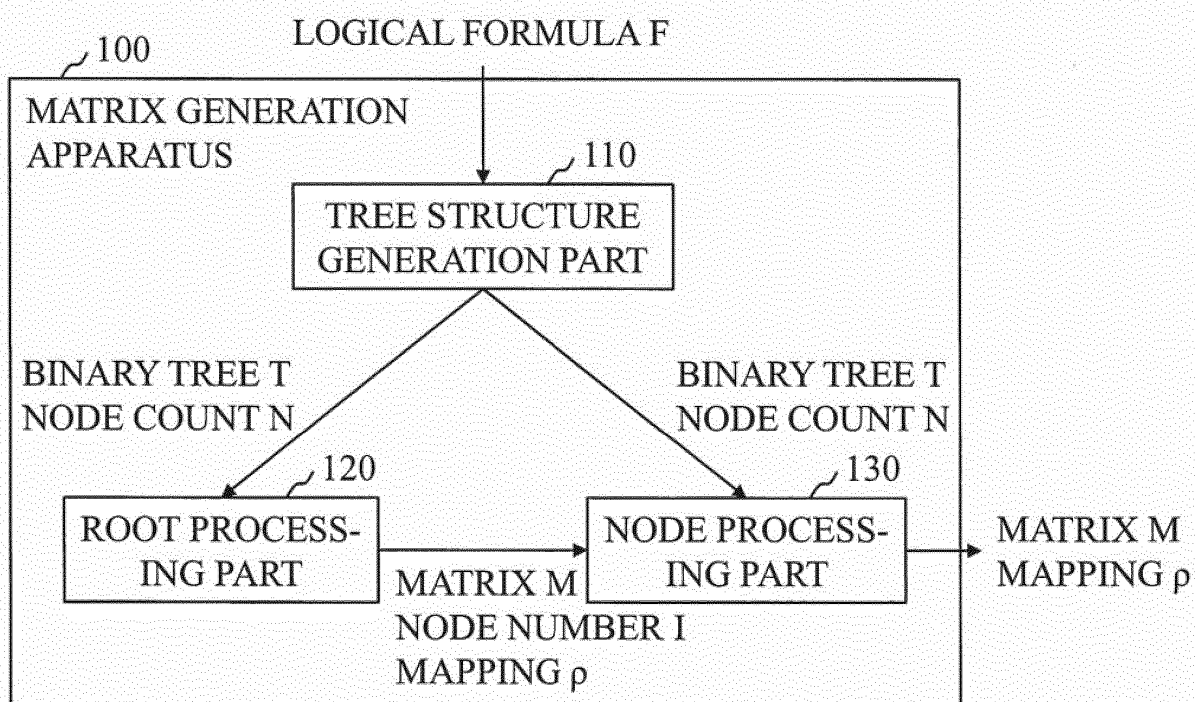 LOGICAL FORMULA F
100
MATRIX GENERATION
APPARATUS
110
TREE STRUCTURE
GENERATION PART
BINARY TREE T
NODE COUNT N
BINARY TREE T
NODE COUNT N
120
ROOT PROCESS-
ING PART
130
NODE PROCESS-
ING PART
MATRIX M
NODE NUMBER I
MAPPING ρ
MATRIX M
MAPPING ρ